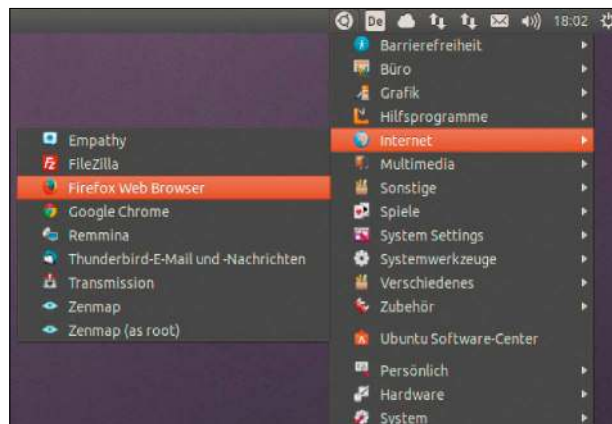 De 18:02
Barrierefreiheit
Büro
Grafik
Hilfsprogramme
Internet
Multimedia
Sonstige
Spiele
System Settings
Systemwerkzeuge
Verschiedenes
Zubehör
Ubuntu Software-Center
Persönlich
Hardware
System
Empathy
FileZilla
Firefox Web Browser
Google Chrome
Remmina
Thunderbird-E-Mail und -Nachrichten
Transmission
Zenmap
Zenmap (as root)